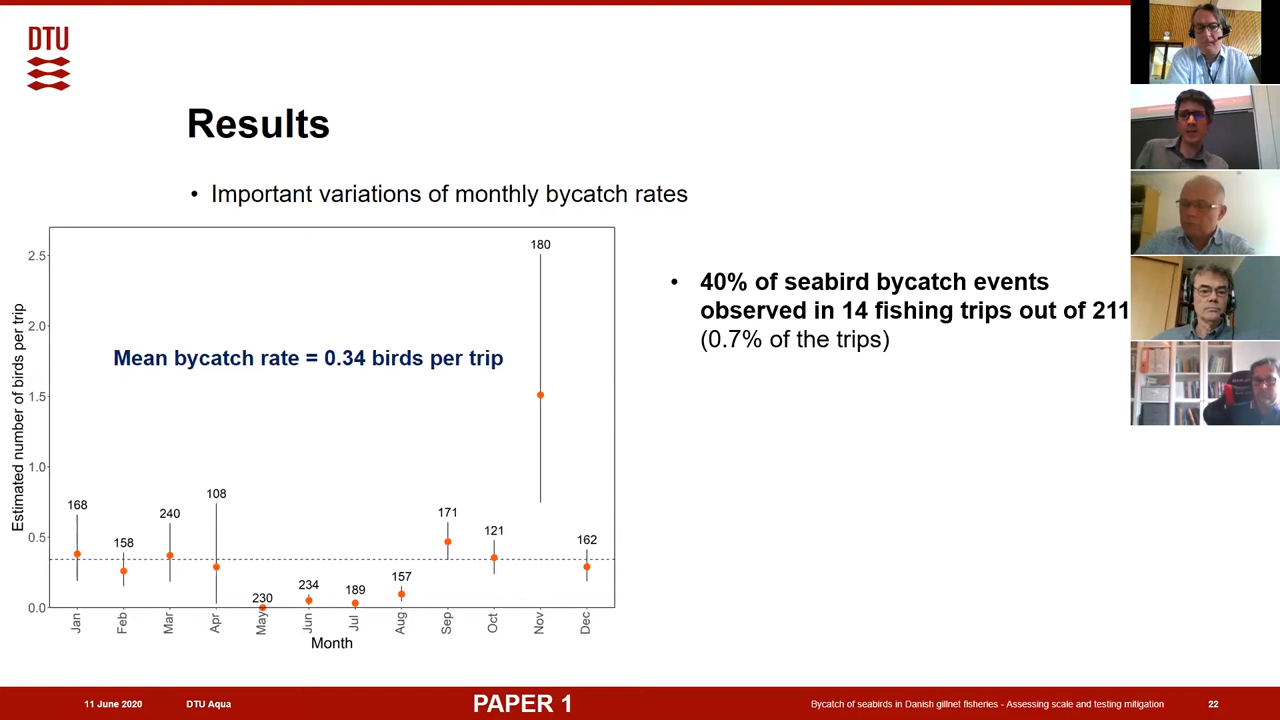 DTU
Results
• Important variations of monthly bycatch rates
Estimated number of birds per trip
2.5
2.0
1.5
1.0
0.5
0.0
Mean bycatch rate = 0.34 birds per trip
168
158
240
108
230
234
189
157
171
121
180
162
Jan
Feb
Mar
Apr
May
Jun
Jul
Aug
Sep
Oct
Nov
Dec
Month
• 40% of seabird bycatch events
observed in 14 fishing trips out of 211
(0.7% of the trips)
11 June 2020
DTU Aqua
PAPER 1
Bycatch of seabirds in Danish gillnet fisheries - Assessing scale and testing mitigation
22